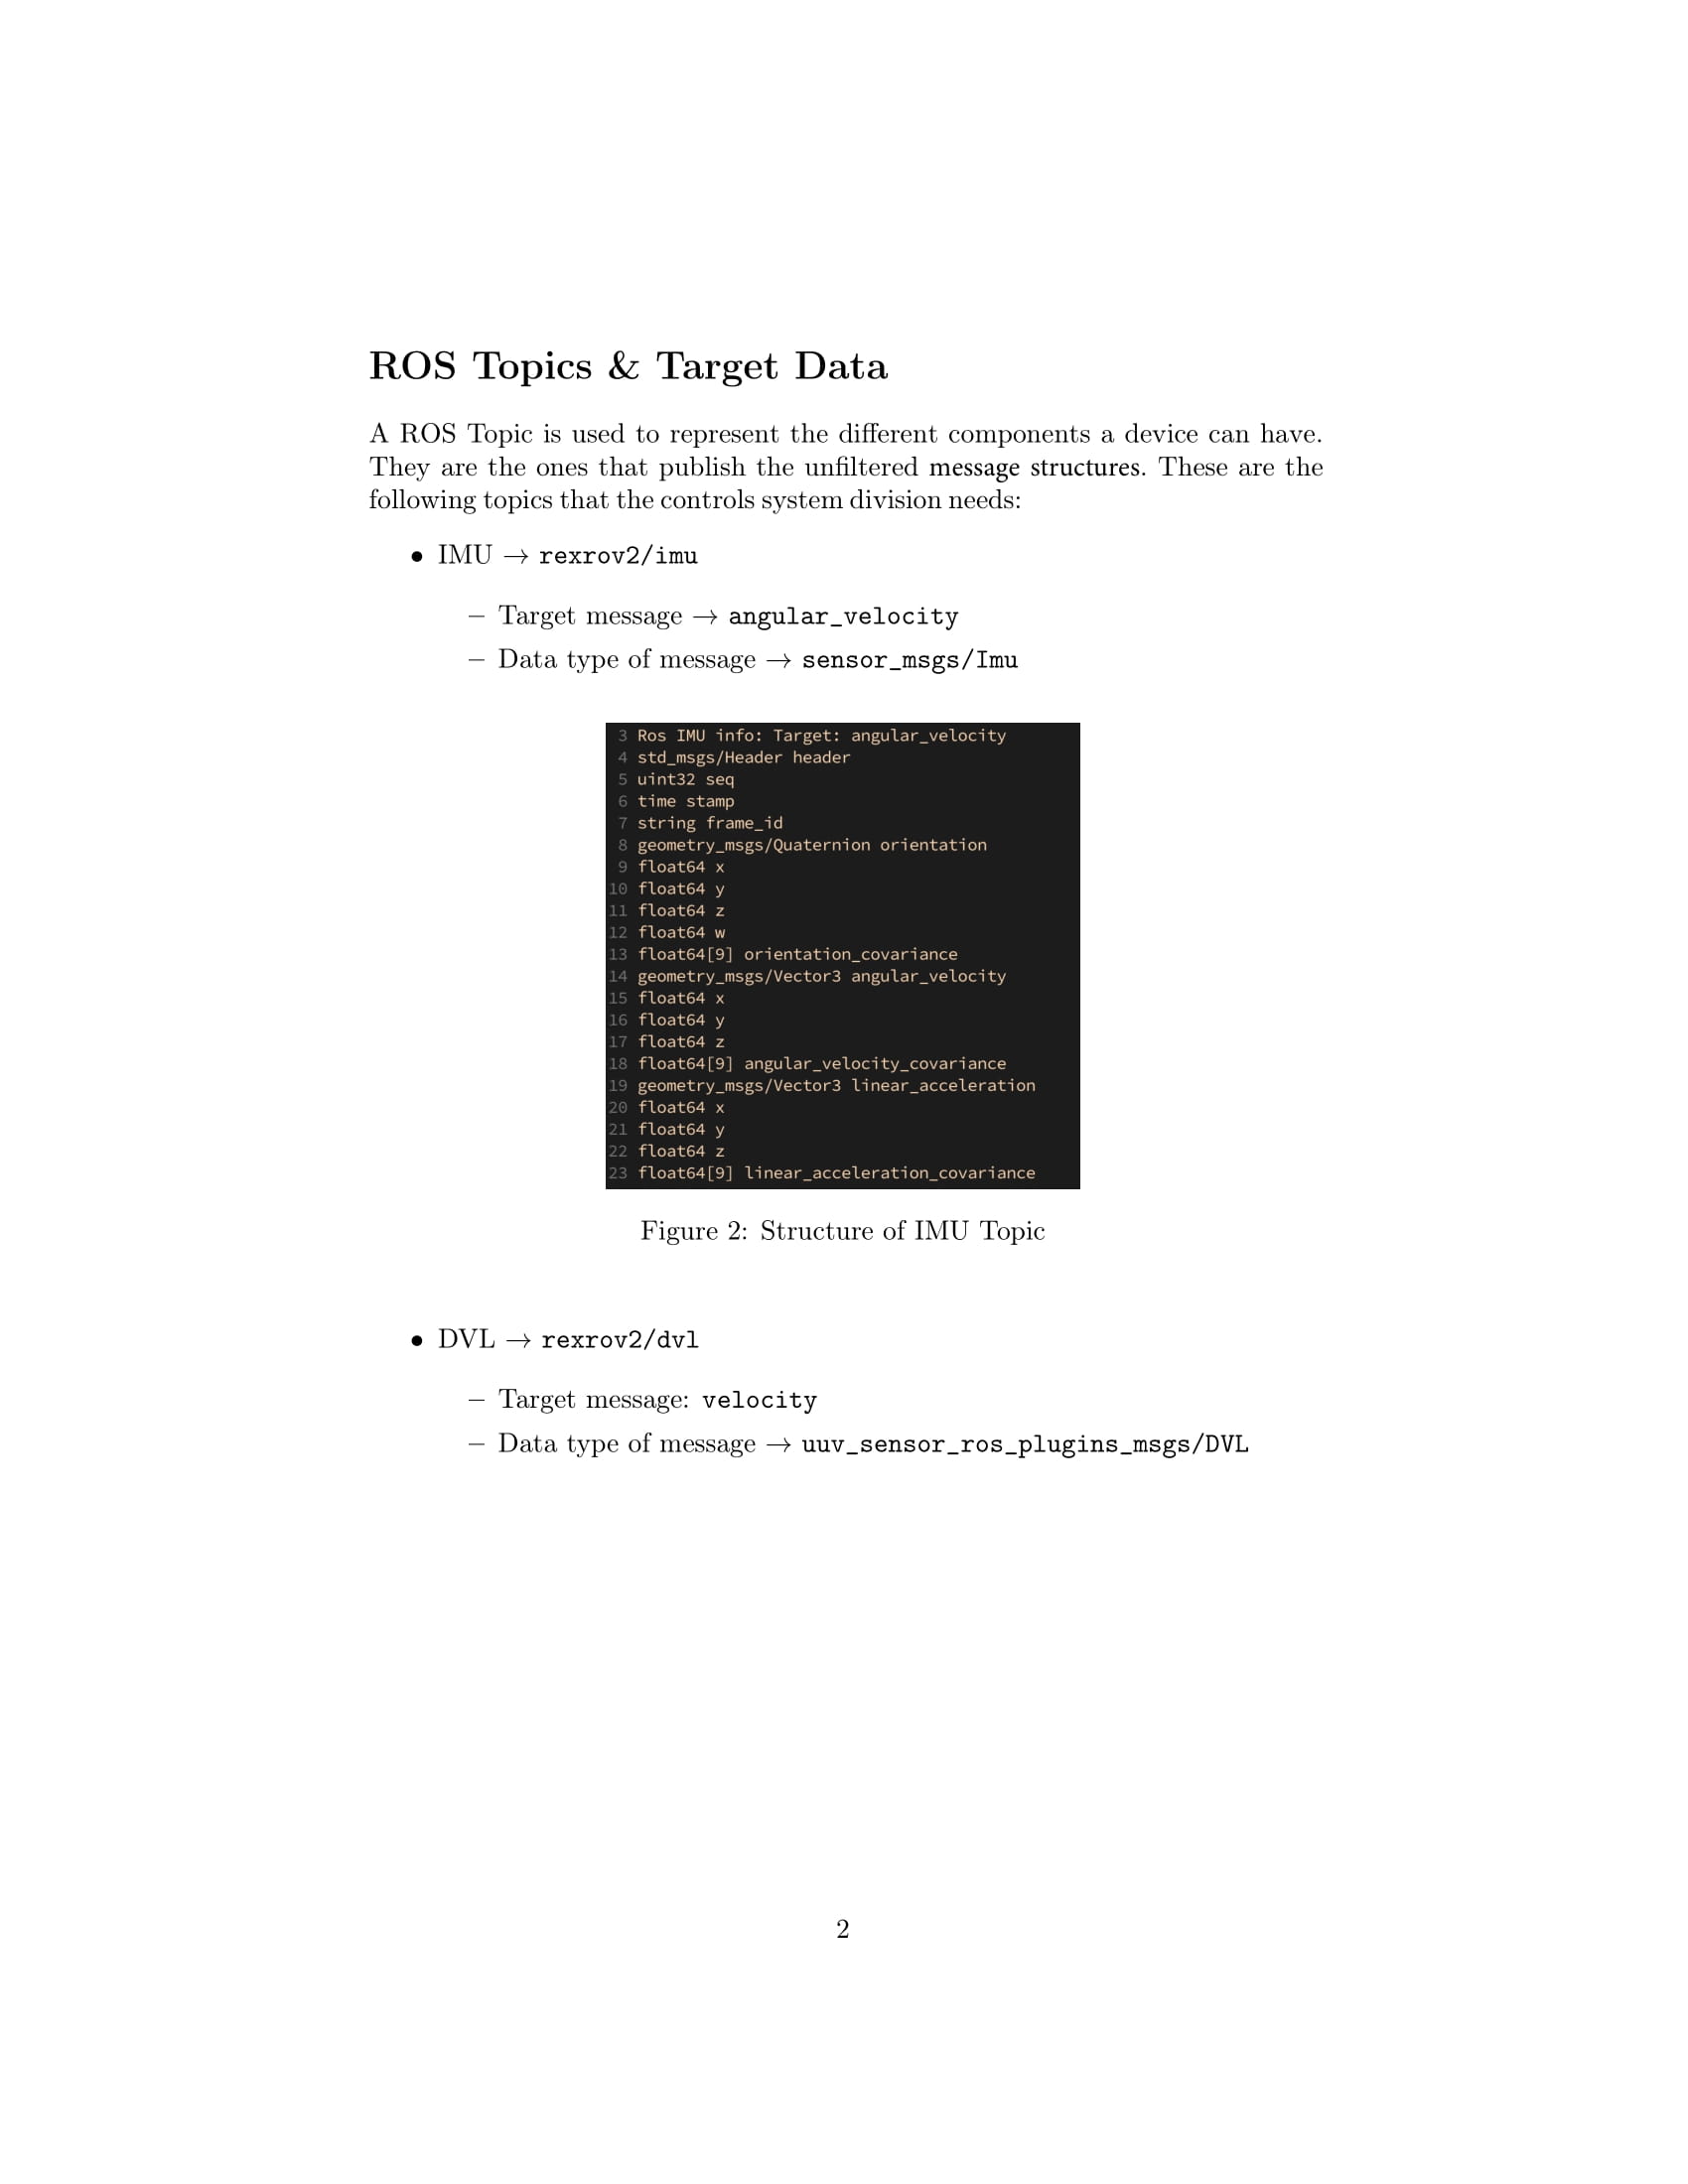 ROS Topics & Target Data
A ROS Topic is used to represent the different components a device can have.
They are the ones that publish the unfiltered message structures. These are the
following topics that the controls system division needs:
• IMU → rexrov2/imu
– Target message → angular_velocity
– Data type of message → sensor_msgs/Imu
3 Ros IMU info: Target: angular_velocity
4 std_msgs/Header header
5 uint32 seq
6 time stamp
7 string frame_id
8 geometry_msgs/Quaternion orientation
9 float64 x
10 float64 y
11 float64 z
12 float64 w
13 float64[9] orientation_covariance
14 geometry_msgs/Vector3 angular_velocity
15 float64 x
16 float64 y
17 float64 z
18 float64[9] angular_velocity_covariance
19 geometry_msgs/Vector3 linear_acceleration
20 float64 x
21 float64 y
22 float64 z
23 float64[9] linear_acceleration_covariance
Figure 2: Structure of IMU Topic
• DVL → rexrov2/dvl
– Target message: velocity
– Data type of message → uuv_sensor_ros_plugins_msgs/DVL
2